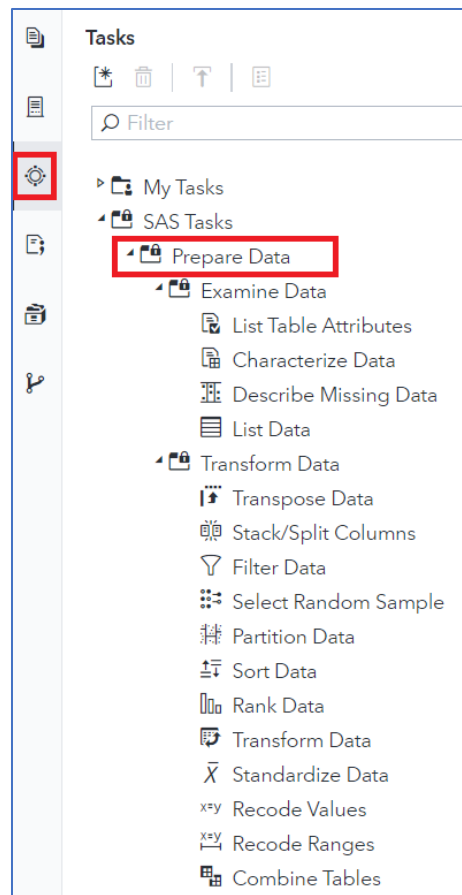 Tasks
Filter
My Tasks
SAS Tasks
Prepare Data
Examine Data
List Table Attributes
Characterize Data
Describe Missing Data
List Data
Transform Data
Transpose Data
Stack/Split Columns
Filter Data
Select Random Sample
Partition Data
Sort Data
Rank Data
Transform Data
X̅ Standardize Data
x=y Recode Values
x=y Recode Ranges
Combine Tables